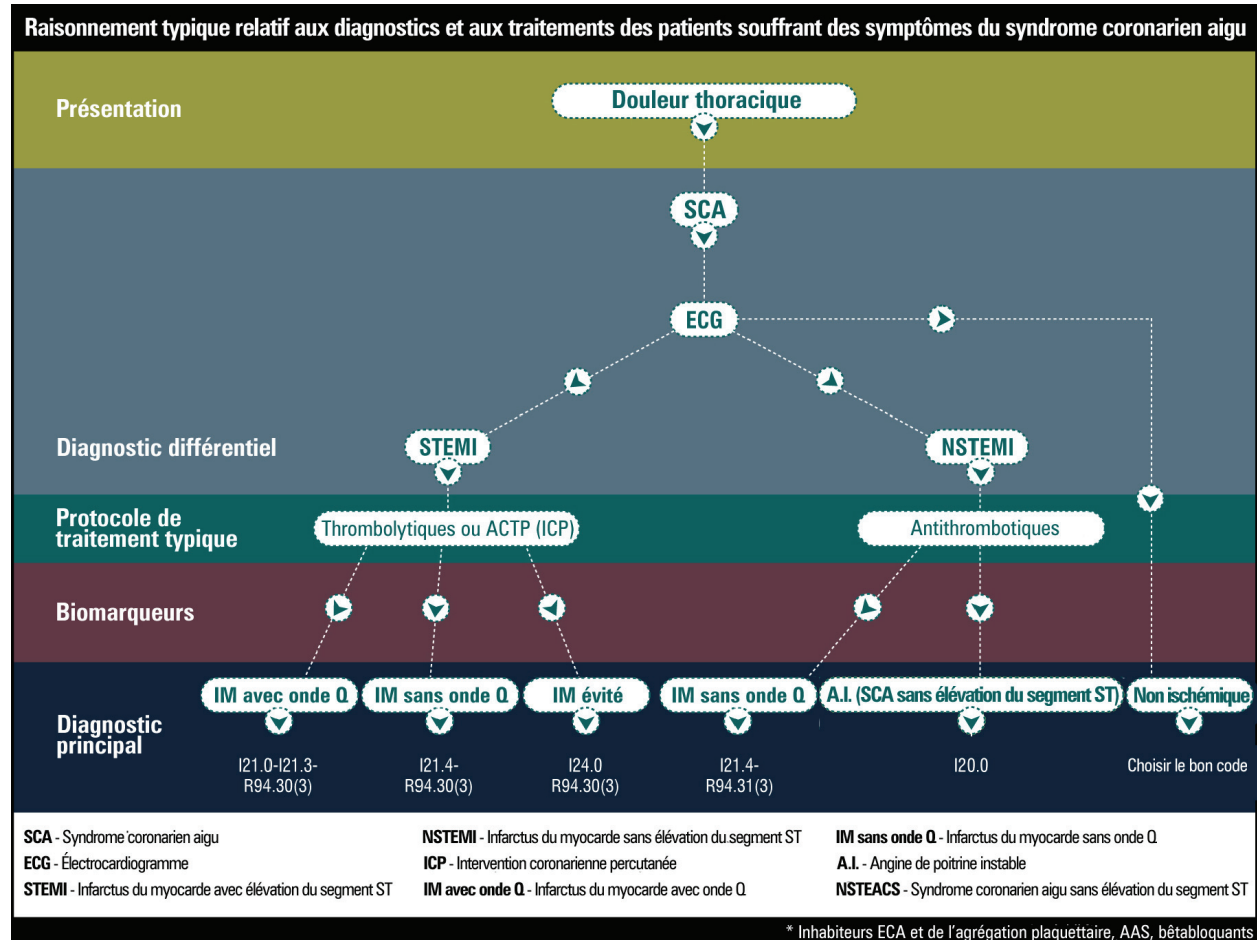 Raisonnement typique relatif aux diagnostics et aux traitements des patients souffrant des symptômes du syndrome coronarien aigu
Présentation
Douleur thoracique
SCA
ECG
Diagnostic différentiel
STEMI
NSTEMI
Protocole de
traitement typique
Thrombolytiques ou ACTP (ICP)
Antithrombotiques
Biomarqueurs
Diagnostic
principal
IM avec onde Q
IM sans onde Q
IM évité
IM sans onde Q
A.I. (SCA sans élévation du segment ST)
Non ischémique
I21.0-I21.3-
R94.30(3)
I21.4-
R94.30(3)
I24.0
R94.30(3)
I21.4-
R94.31(3)
I20.0
Choisir le bon code
SCA - Syndrome coronarien aigu
ECG - Électrocardiogramme
STEMI - Infarctus du myocarde avec élévation du segment ST
NSTEMI - Infarctus du myocarde sans élévation du segment ST
ICP - Intervention coronarienne percutanée
IM avec onde Q - Infarctus du myocarde avec onde Q
IM sans onde Q - Infarctus du myocarde sans onde Q
A.I. - Angine de poitrine instable
NSTEACS - Syndrome coronarien aigu sans élévation du segment ST
* Inhabiteurs ECA et de l'agrégation plaquettaire, AAS, bêtabloquants